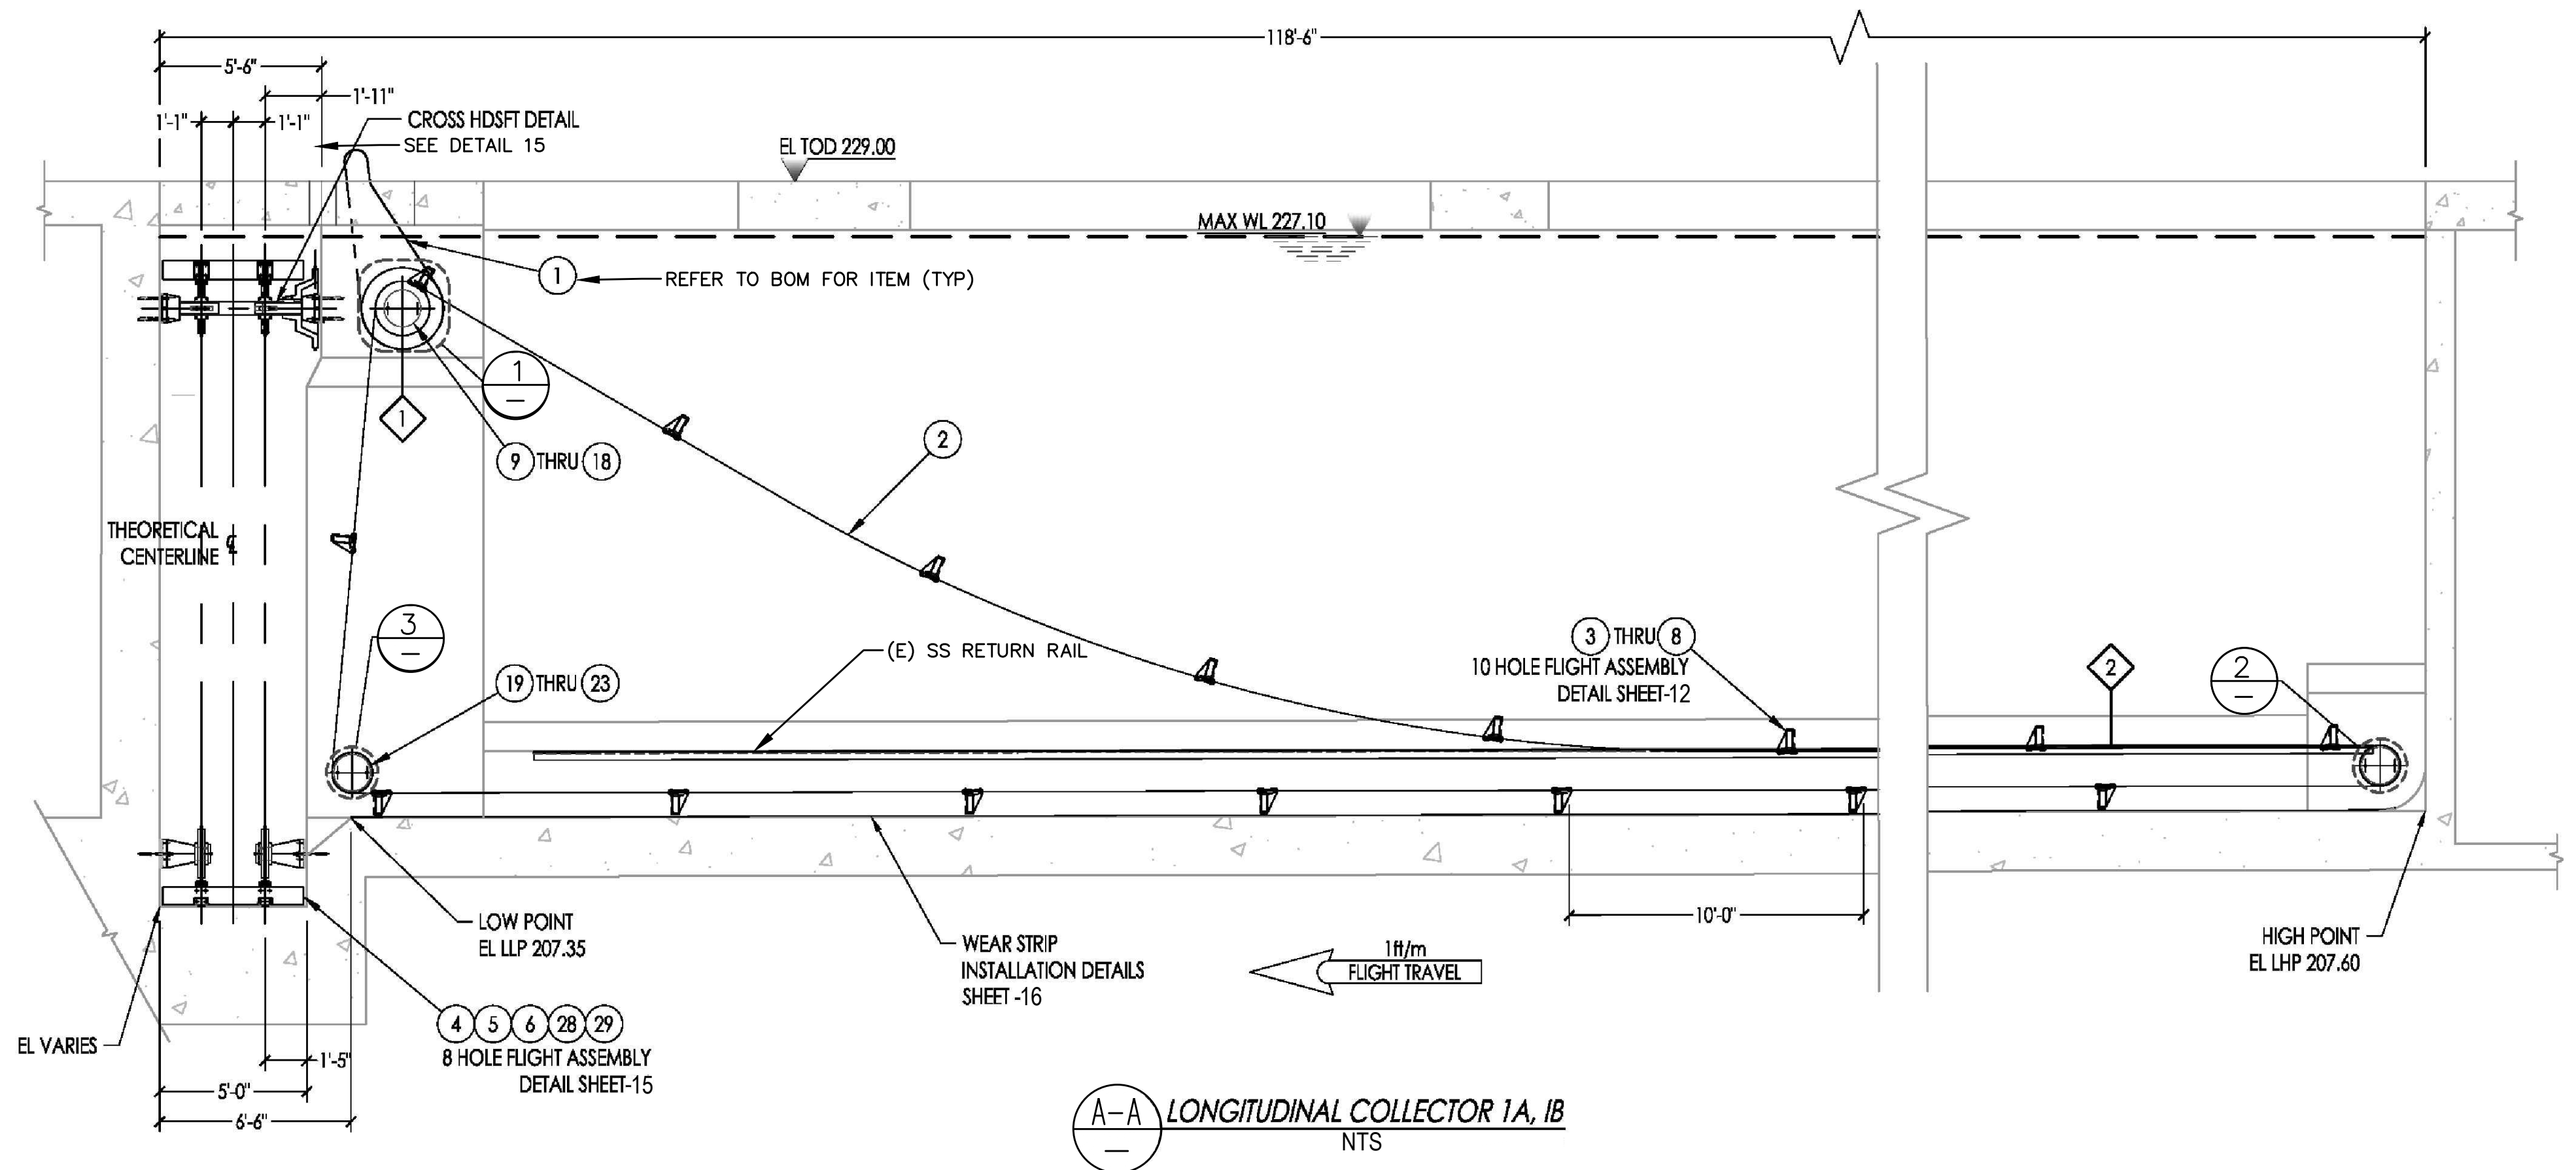 118'-6"
5'-6"
1'-11"
1'-1"
1'-1"
CROSS HDSFT DETAIL
SEE DETAIL 15
EL TOD 229.00
MAX WL 227.10
1
REFER TO BOM FOR ITEM (TYP)
1
—
1
9 THRU 18
2
THEORETICAL
CENTERLINE ℄
3
—
(E) SS RETURN RAIL
3 THRU 8
10 HOLE FLIGHT ASSEMBLY
DETAIL SHEET-12
2
2
—
19 THRU 23
LOW POINT
EL LLP 207.35
WEAR STRIP
INSTALLATION DETAILS
SHEET -16
10'-0"
1ft/m
FLIGHT TRAVEL
HIGH POINT
EL LHP 207.60
EL VARIES
4 5 6 28 29
8 HOLE FLIGHT ASSEMBLY
DETAIL SHEET-15
1'-5"
5'-0"
6'-6"
A-A
—
LONGITUDINAL COLLECTOR 1A, IB
NTS